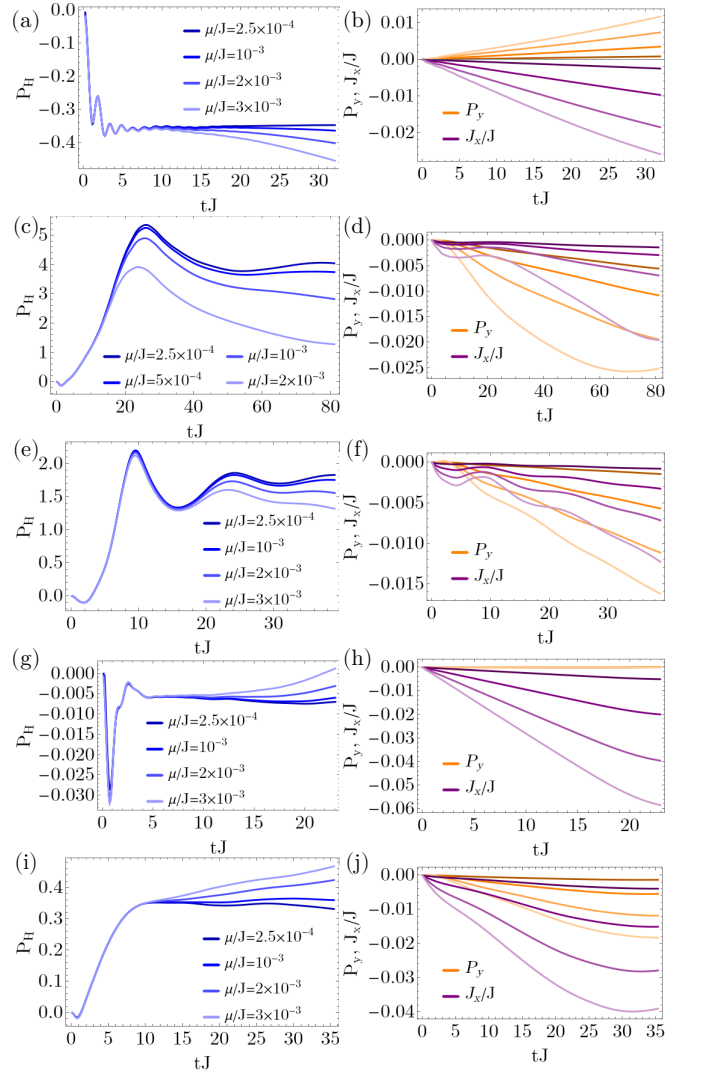 (a)
0.0
−0.1
−0.2
−0.3
−0.4
P_H
μ/J=2.5×10⁻⁴
μ/J=10⁻³
μ/J=2×10⁻³
μ/J=3×10⁻³
0 5 10 15 20 25 30
tJ
(b)
0.01
0.00
−0.01
−0.02
P_y, J_x/J
P_y
J_x/J
0 5 10 15 20 25 30
tJ
(c)
5
4
3
2
1
0
P_H
μ/J=2.5×10⁻⁴ μ/J=10⁻³
μ/J=5×10⁻⁴ μ/J=2×10⁻³
0 20 40 60 80
tJ
(d)
0.000
−0.005
−0.010
−0.015
−0.020
−0.025
P_y, J_x/J
P_y
J_x/J
0 20 40 60 80
tJ
(e)
2.0
1.5
1.0
0.5
0.0
P_H
μ/J=2.5×10⁻⁴
μ/J=10⁻³
μ/J=2×10⁻³
μ/J=3×10⁻³
0 10 20 30
tJ
(f)
0.000
−0.005
−0.010
−0.015
P_y, J_x/J
P_y
J_x/J
0 10 20 30
tJ
(g)
0.000
−0.005
−0.010
−0.015
−0.020
−0.025
−0.030
P_H
μ/J=2.5×10⁻⁴
μ/J=10⁻³
μ/J=2×10⁻³
μ/J=3×10⁻³
0 5 10 15 20
tJ
(h)
0.00
−0.01
−0.02
−0.03
−0.04
−0.05
−0.06
P_y, J_x/J
P_y
J_x/J
0 5 10 15 20
tJ
(i)
0.4
0.3
0.2
0.1
0.0
P_H
μ/J=2.5×10⁻⁴
μ/J=10⁻³
μ/J=2×10⁻³
μ/J=3×10⁻³
0 5 10 15 20 25 30 35
tJ
(j)
0.00
−0.01
−0.02
−0.03
−0.04
P_y, J_x/J
P_y
J_x/J
0 5 10 15 20 25 30 35
tJ